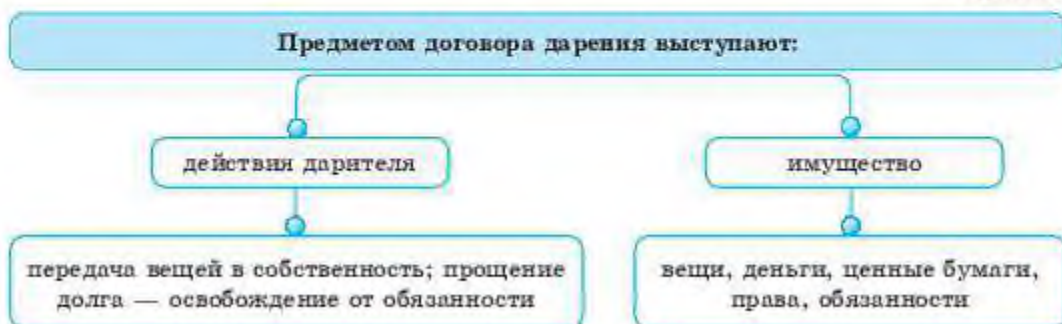 Предметом договора дарения выступают:
действия дарителя
имущество
передача вещей в собственность; прощение
долга — освобождение от обязанности
вещи, деньги, ценные бумаги,
права, обязанности